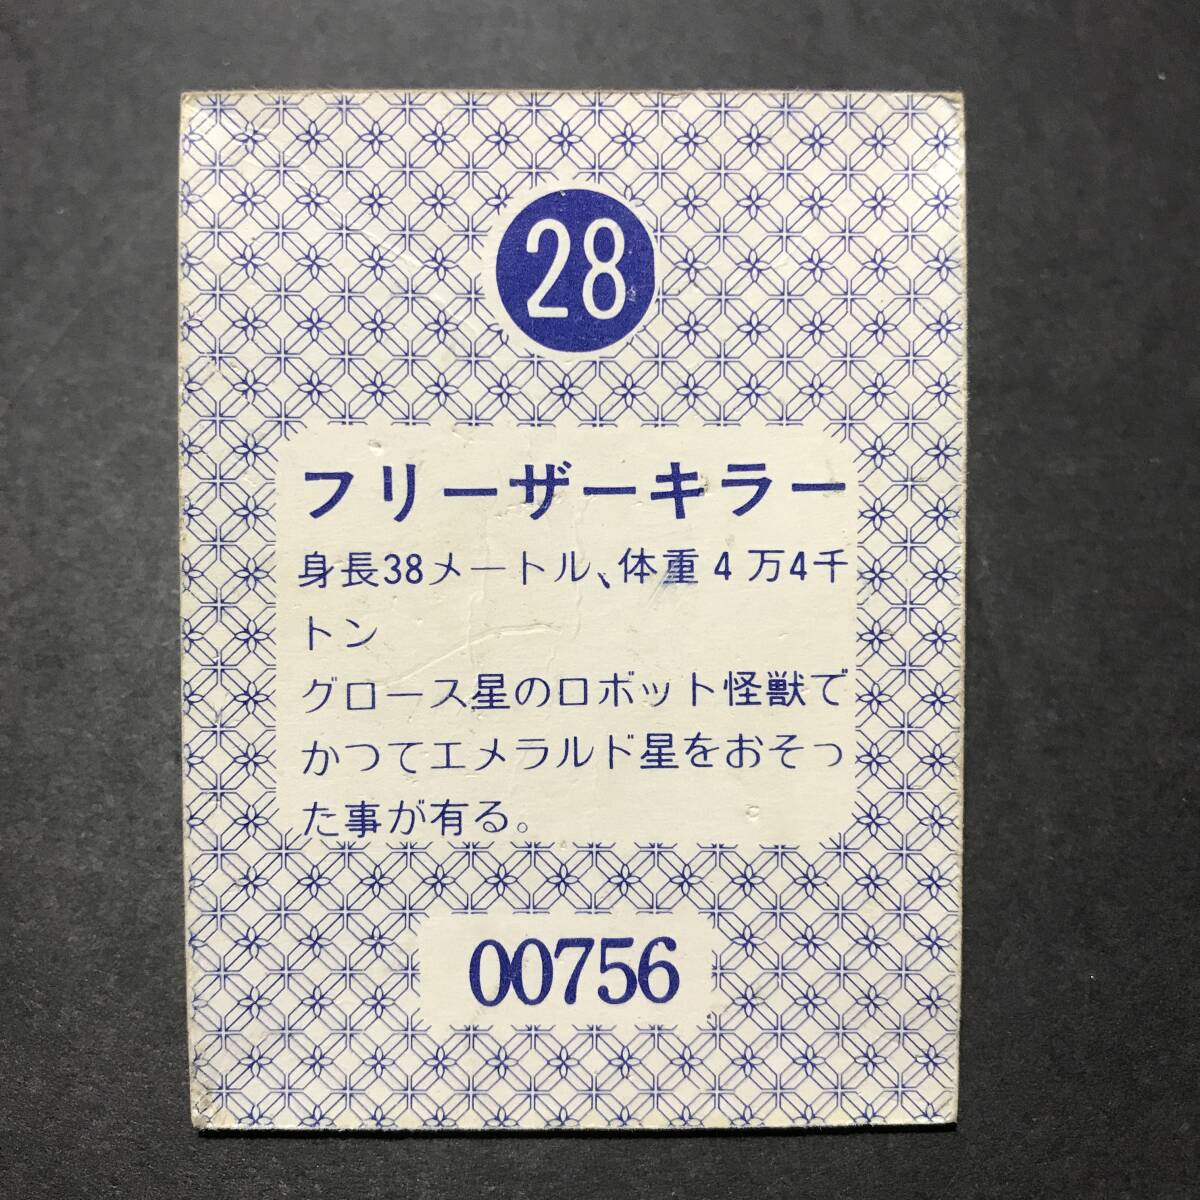 28
フリーザーキラー
身長38メートル、体重4万4千
トン
グロース星のロボット怪獣で
かつてエメラルド星をおそっ
た事が有る。
00756